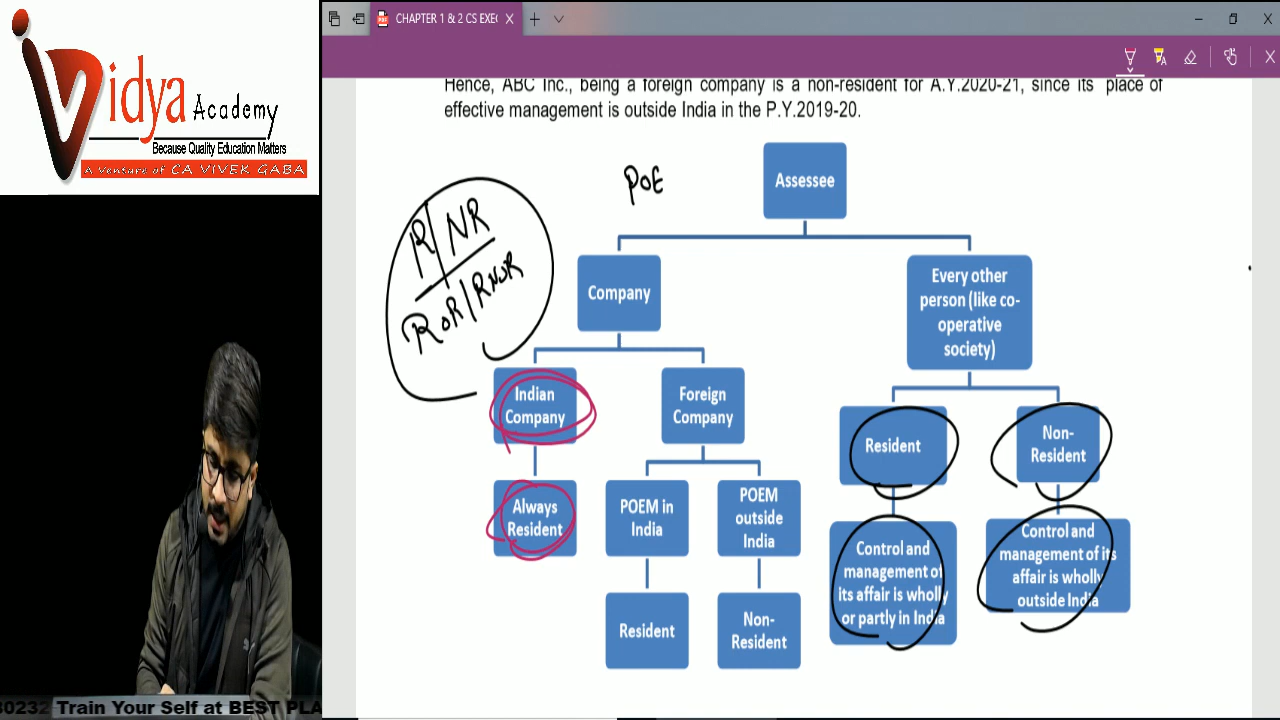 CHAPTER 1 & 2 CS EXEC
Vidya
Academy
Because Quality Education Matters
A Venture of CA VIVEK GABA
Hence, ABC Inc., being a foreign company is a non-resident for A.Y.2020-21, since its place of
effective management is outside India in the P.Y.2019-20.
POE
Assessee
R/NR
ROR/RNOR
Company
Every other
person (like co-
operative
society)
Indian
Company
Foreign
Company
Resident
Non-
Resident
Always
Resident
POEM in
India
POEM
outside
India
Control and
management of
its affair is wholly
or partly in India
Control and
management of its
affair is wholly
outside India
Resident
Non-
Resident
80232 Train Your Self at BEST PLA